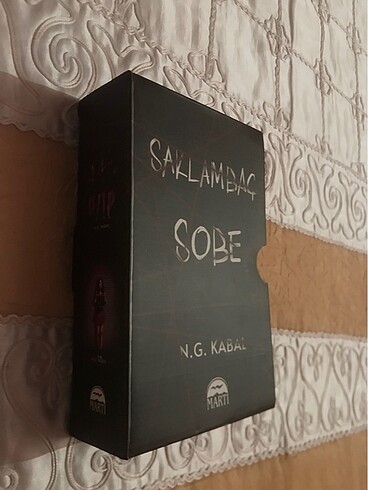 SAKLAMBAÇ
SOBE
N.G. KABAL
MARTI